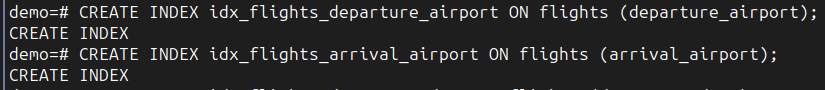 demo=# CREATE INDEX idx_flights_departure_airport ON flights (departure_airport);
CREATE INDEX
demo=# CREATE INDEX idx_flights_arrival_airport ON flights (arrival_airport);
CREATE INDEX